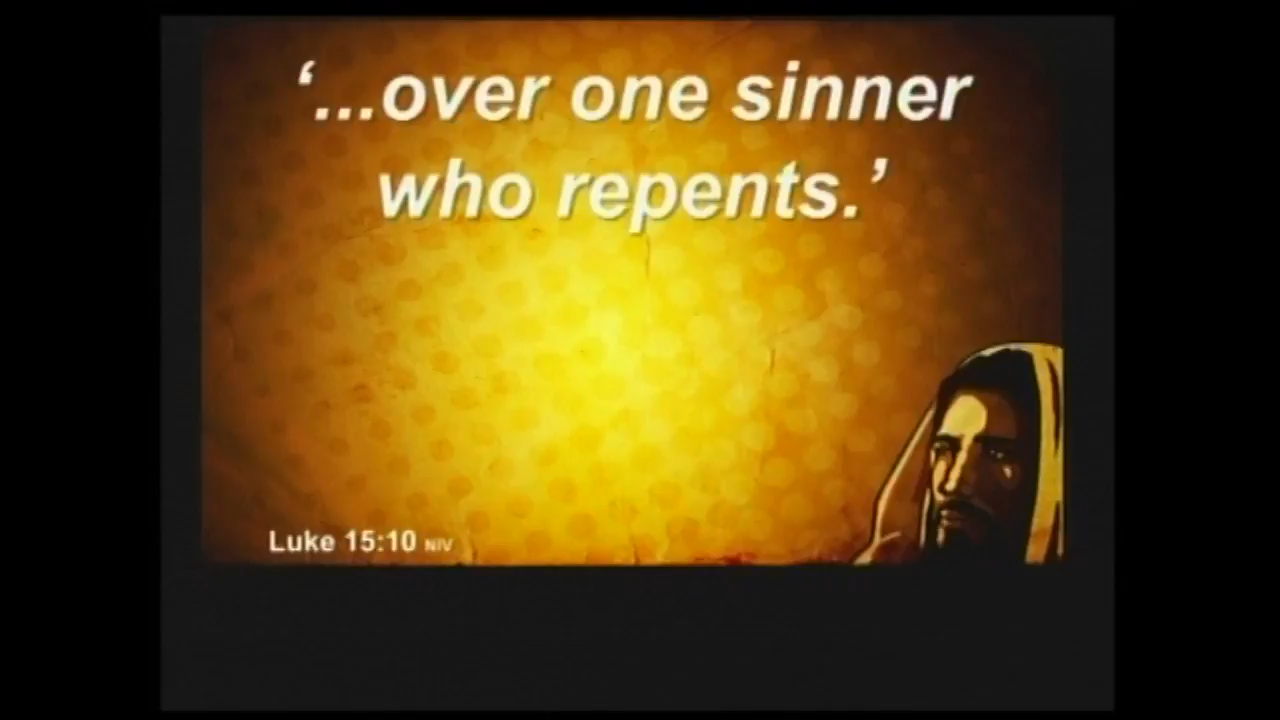 ‘...over one sinner
who repents.’
Luke 15:10 NIV